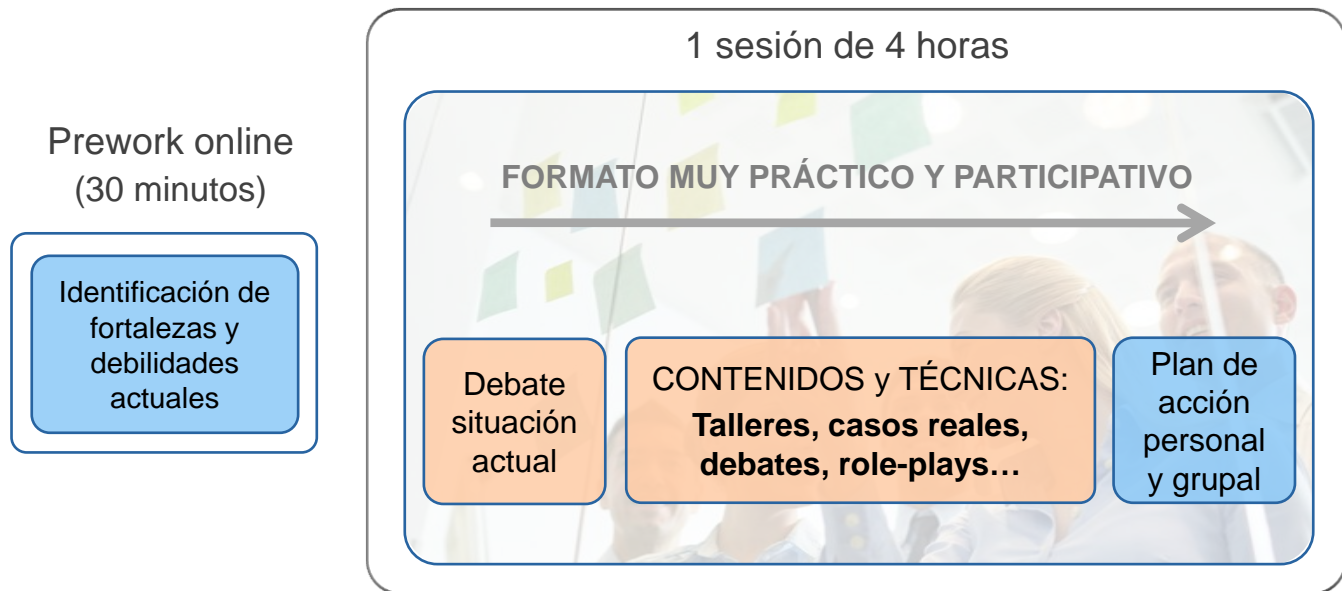 Prework online
(30 minutos)
Identificación de
fortalezas y
debilidades
actuales
1 sesión de 4 horas
FORMATO MUY PRÁCTICO Y PARTICIPATIVO
Debate
situación
actual
CONTENIDOS y TÉCNICAS:
Talleres, casos reales,
debates, role-plays…
Plan de
acción
personal
y grupal